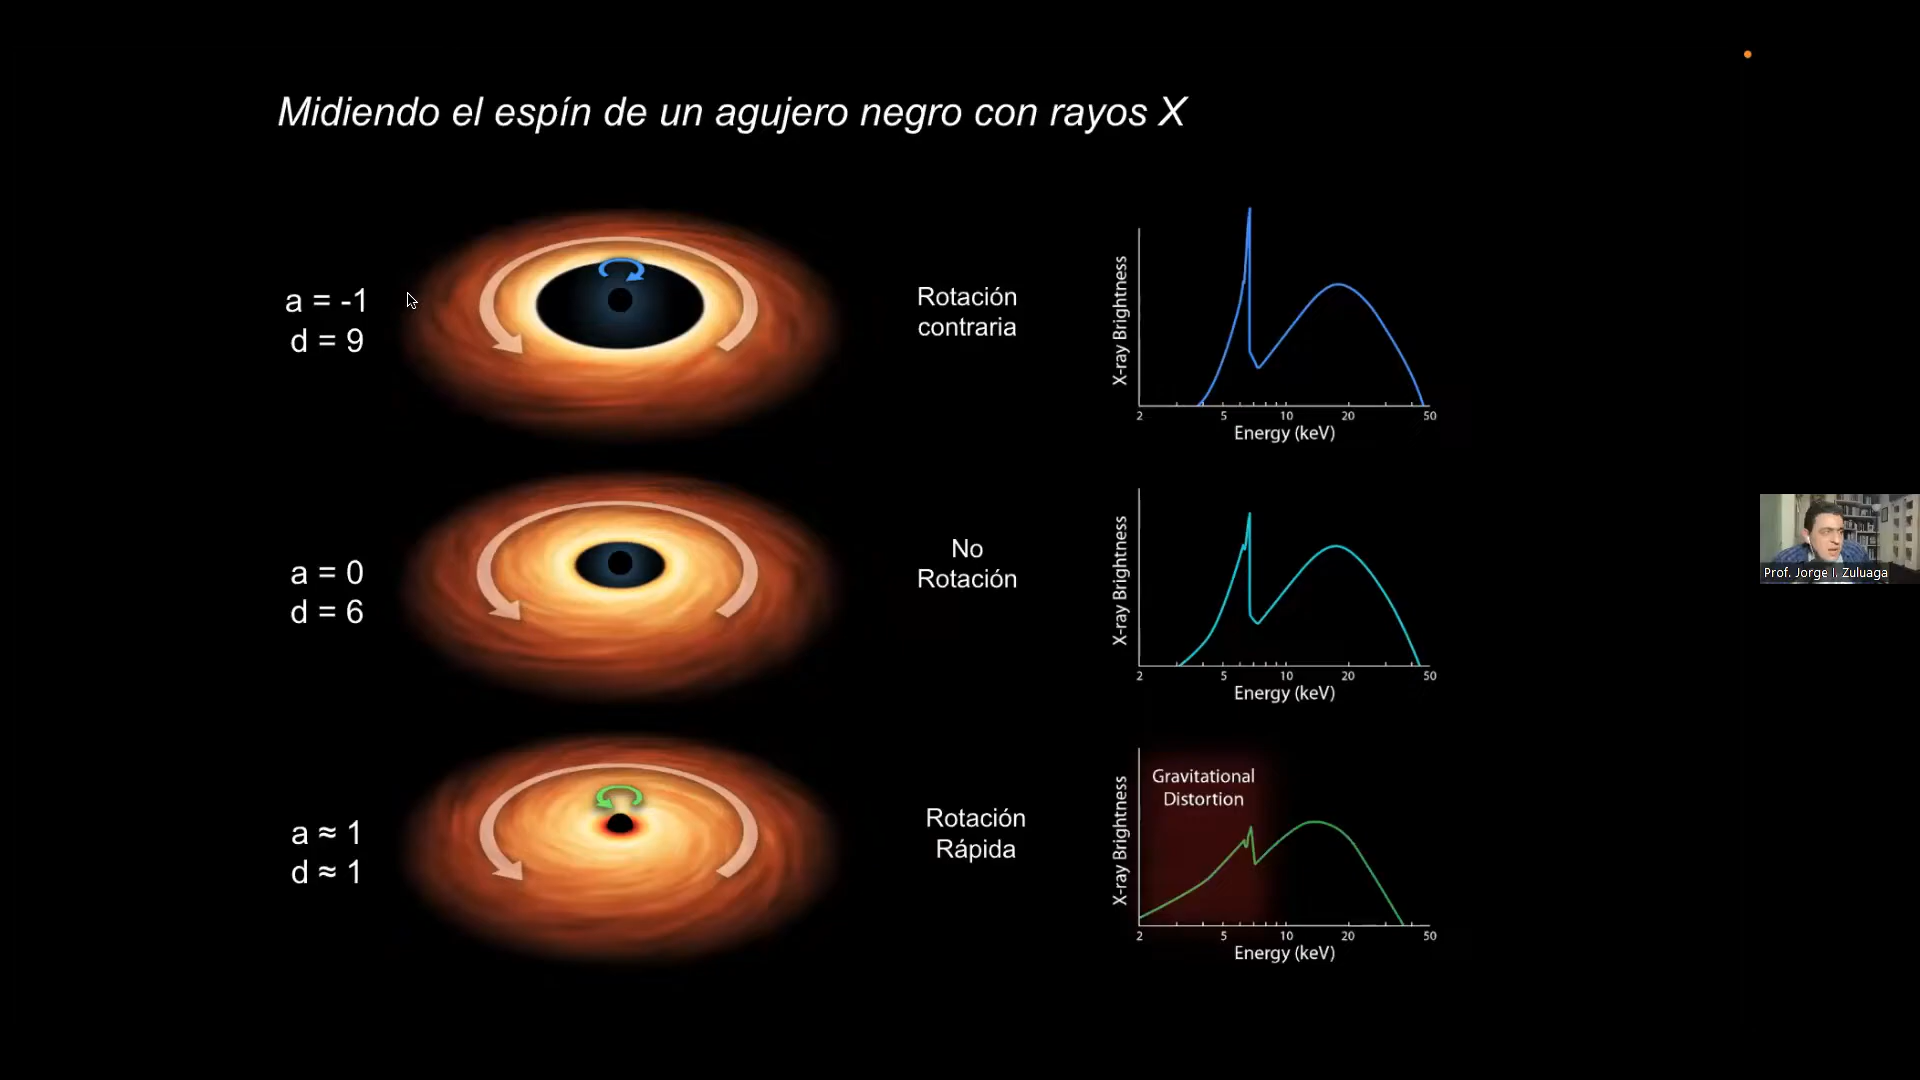 Midiendo el espín de un agujero negro con rayos X
a = -1
d = 9
Rotación
contraria
X-ray Brightness
2 5 10 20 50
Energy (keV)
a = 0
d = 6
No
Rotación
X-ray Brightness
2 5 10 20 50
Energy (keV)
a ≈ 1
d ≈ 1
Rotación
Rápida
Gravitational
Distortion
X-ray Brightness
2 5 10 20 50
Energy (keV)
Prof. Jorge I. Zuluaga